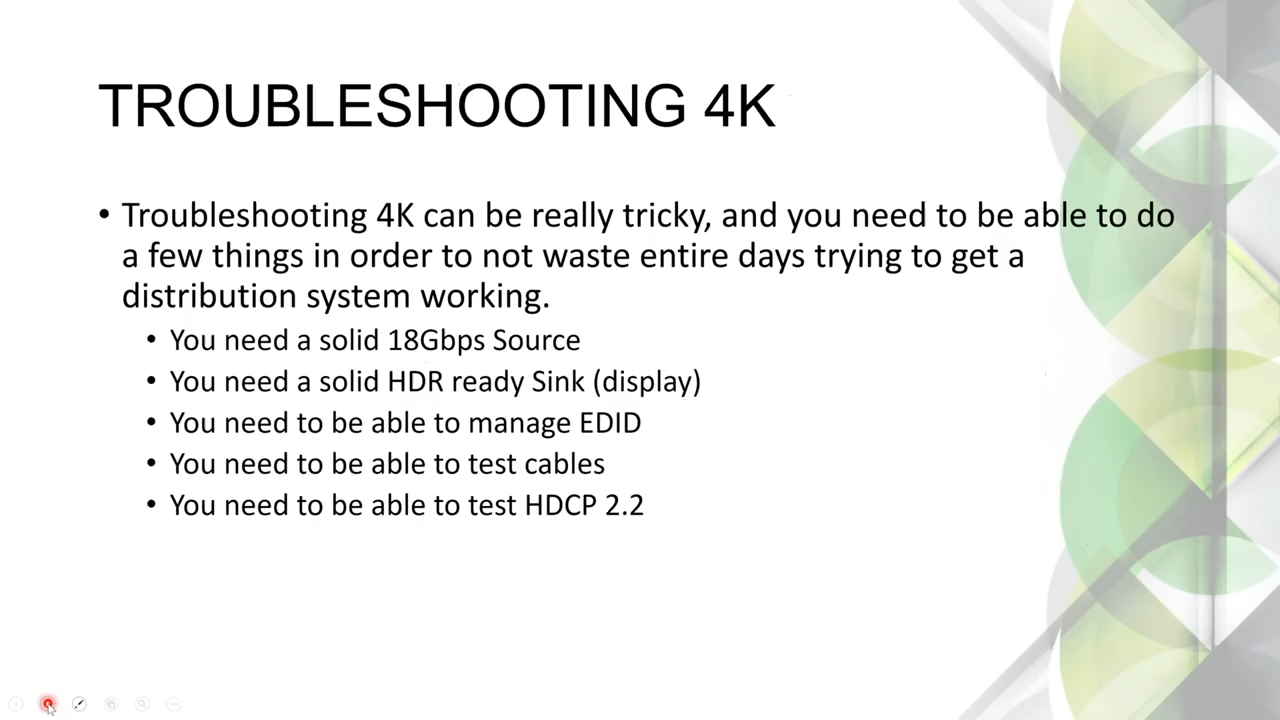 TROUBLESHOOTING 4K
• Troubleshooting 4K can be really tricky, and you need to be able to do
a few things in order to not waste entire days trying to get a
distribution system working.
• You need a solid 18Gbps Source
• You need a solid HDR ready Sink (display)
• You need to be able to manage EDID
• You need to be able to test cables
• You need to be able to test HDCP 2.2